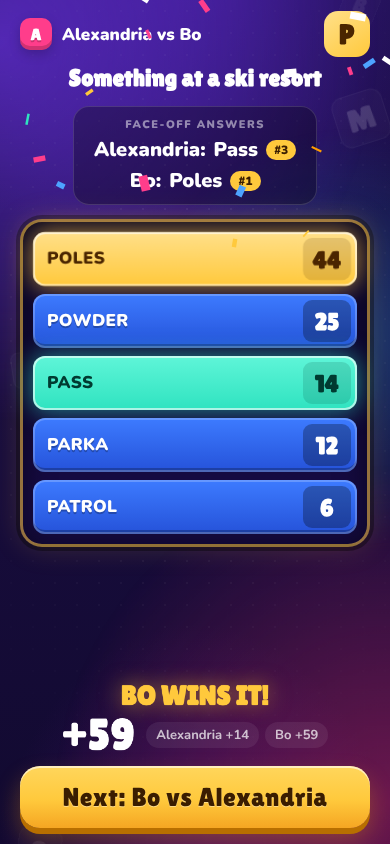 A Alexandria vs Bo P
Something at a ski resort
M
FACE-OFF ANSWERS
Alexandria: Pass #3
Bo: Poles #1
POLES 44
POWDER 25
PASS 14
PARKA 12
PATROL 6
BO WINS IT!
+59 Alexandria +14 Bo +59
Next: Bo vs Alexandria